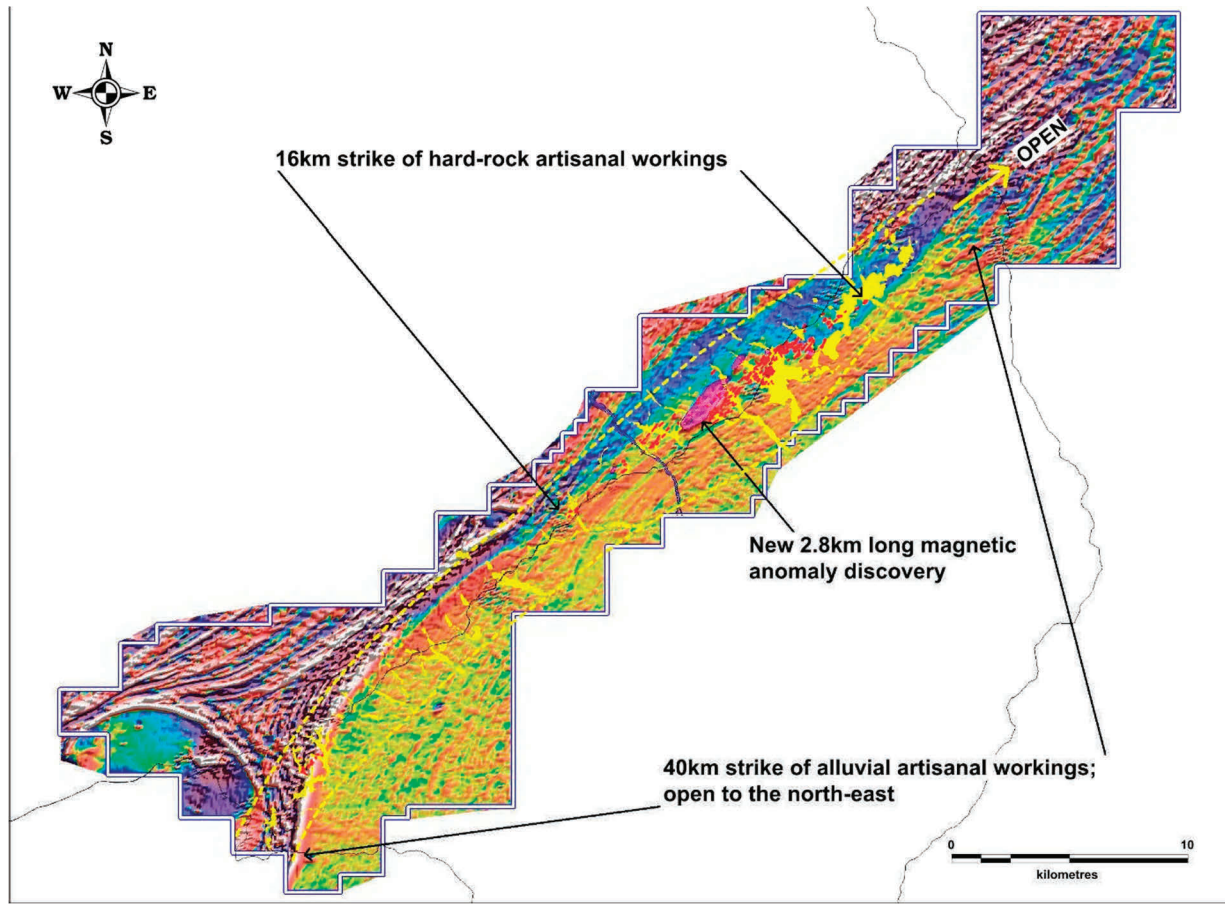 N
W E
S
16km strike of hard-rock artisanal workings
OPEN
New 2.8km long magnetic
anomaly discovery
40km strike of alluvial artisanal workings;
open to the north-east
0 10
kilometres